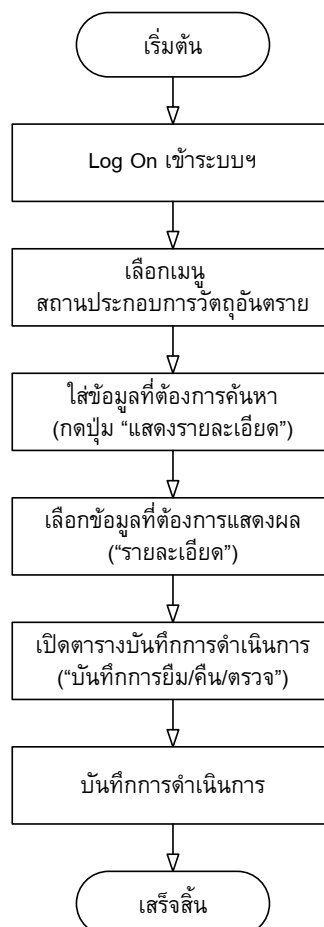 เริ่มต้น
Log On เข้าระบบฯ
เลือกเมนู
สถานประกอบการวัตถุอันตราย
ใส่ข้อมูลที่ต้องการค้นหา
(กดปุ่ม “แสดงรายละเอียด”)
เลือกข้อมูลที่ต้องการแสดงผล
(“รายละเอียด”)
เปิดตารางบันทึกการดำเนินการ
(“บันทึกการยืม/คืน/ตรวจ”)
บันทึกการดำเนินการ
เสร็จสิ้น